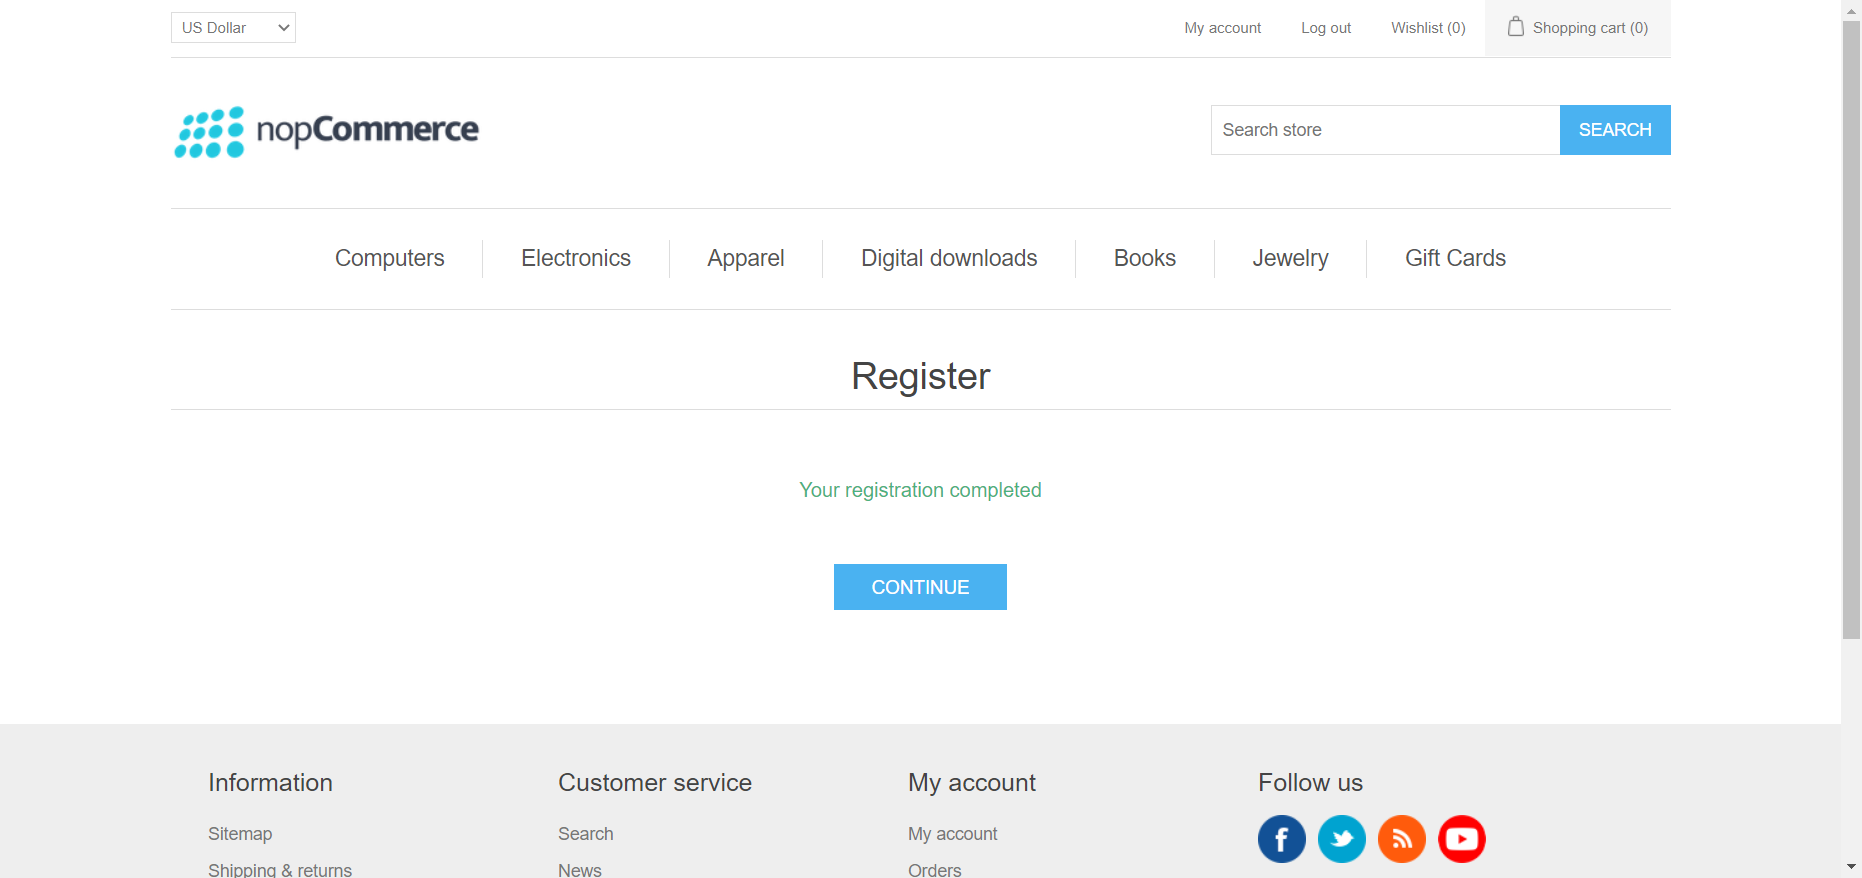 US Dollar
My account
Log out
Wishlist (0)
Shopping cart (0)
nopCommerce
Search store
SEARCH
Computers
Electronics
Apparel
Digital downloads
Books
Jewelry
Gift Cards
Register
Your registration completed
CONTINUE
Information
Sitemap
Shipping & returns
Customer service
Search
News
My account
My account
Orders
Follow us